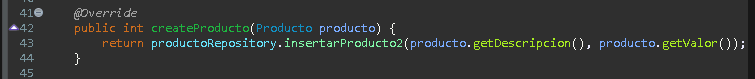 41 @Override
42 public int createProducto(Producto producto) {
43 return productoRepository.insertarProducto2(producto.getDescripcion(), producto.getValor());
44 }
45